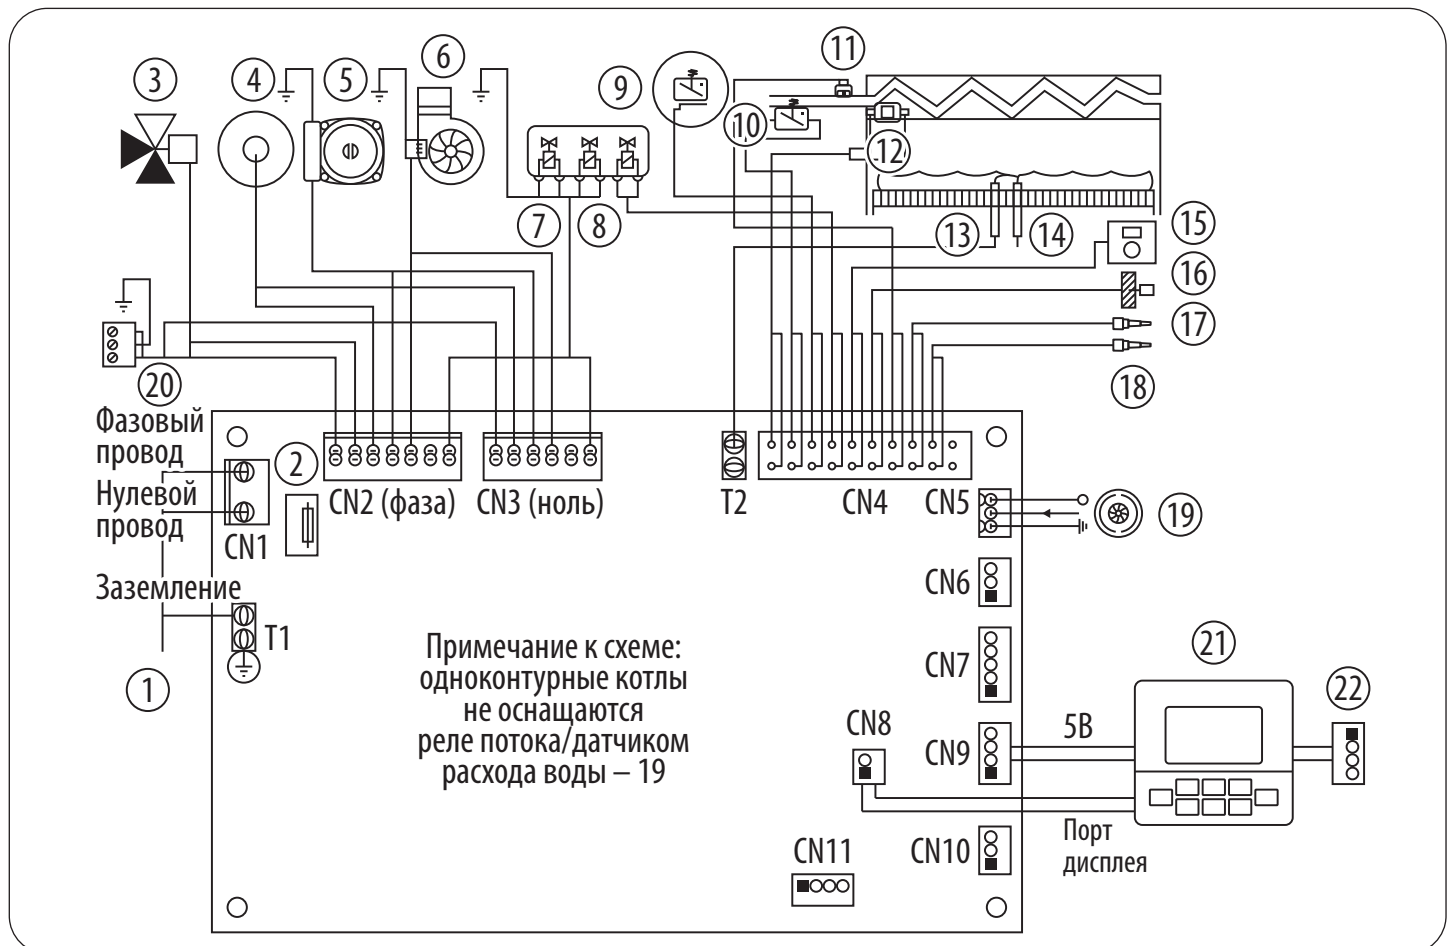 3
4
5
6
9
11
10
12
7
8
13
14
15
16
17
18
20
Фазовый
провод
Нулевой
провод
2
CN2 (фаза)
CN3 (ноль)
T2
CN4
CN5
19
CN1
Заземление
T1
1
CN6
CN7
Примечание к схеме:
одноконтурные котлы
не оснащаются
реле потока/датчиком
расхода воды – 19
21
22
CN8
CN9
5В
CN10
Порт
дисплея
CN11